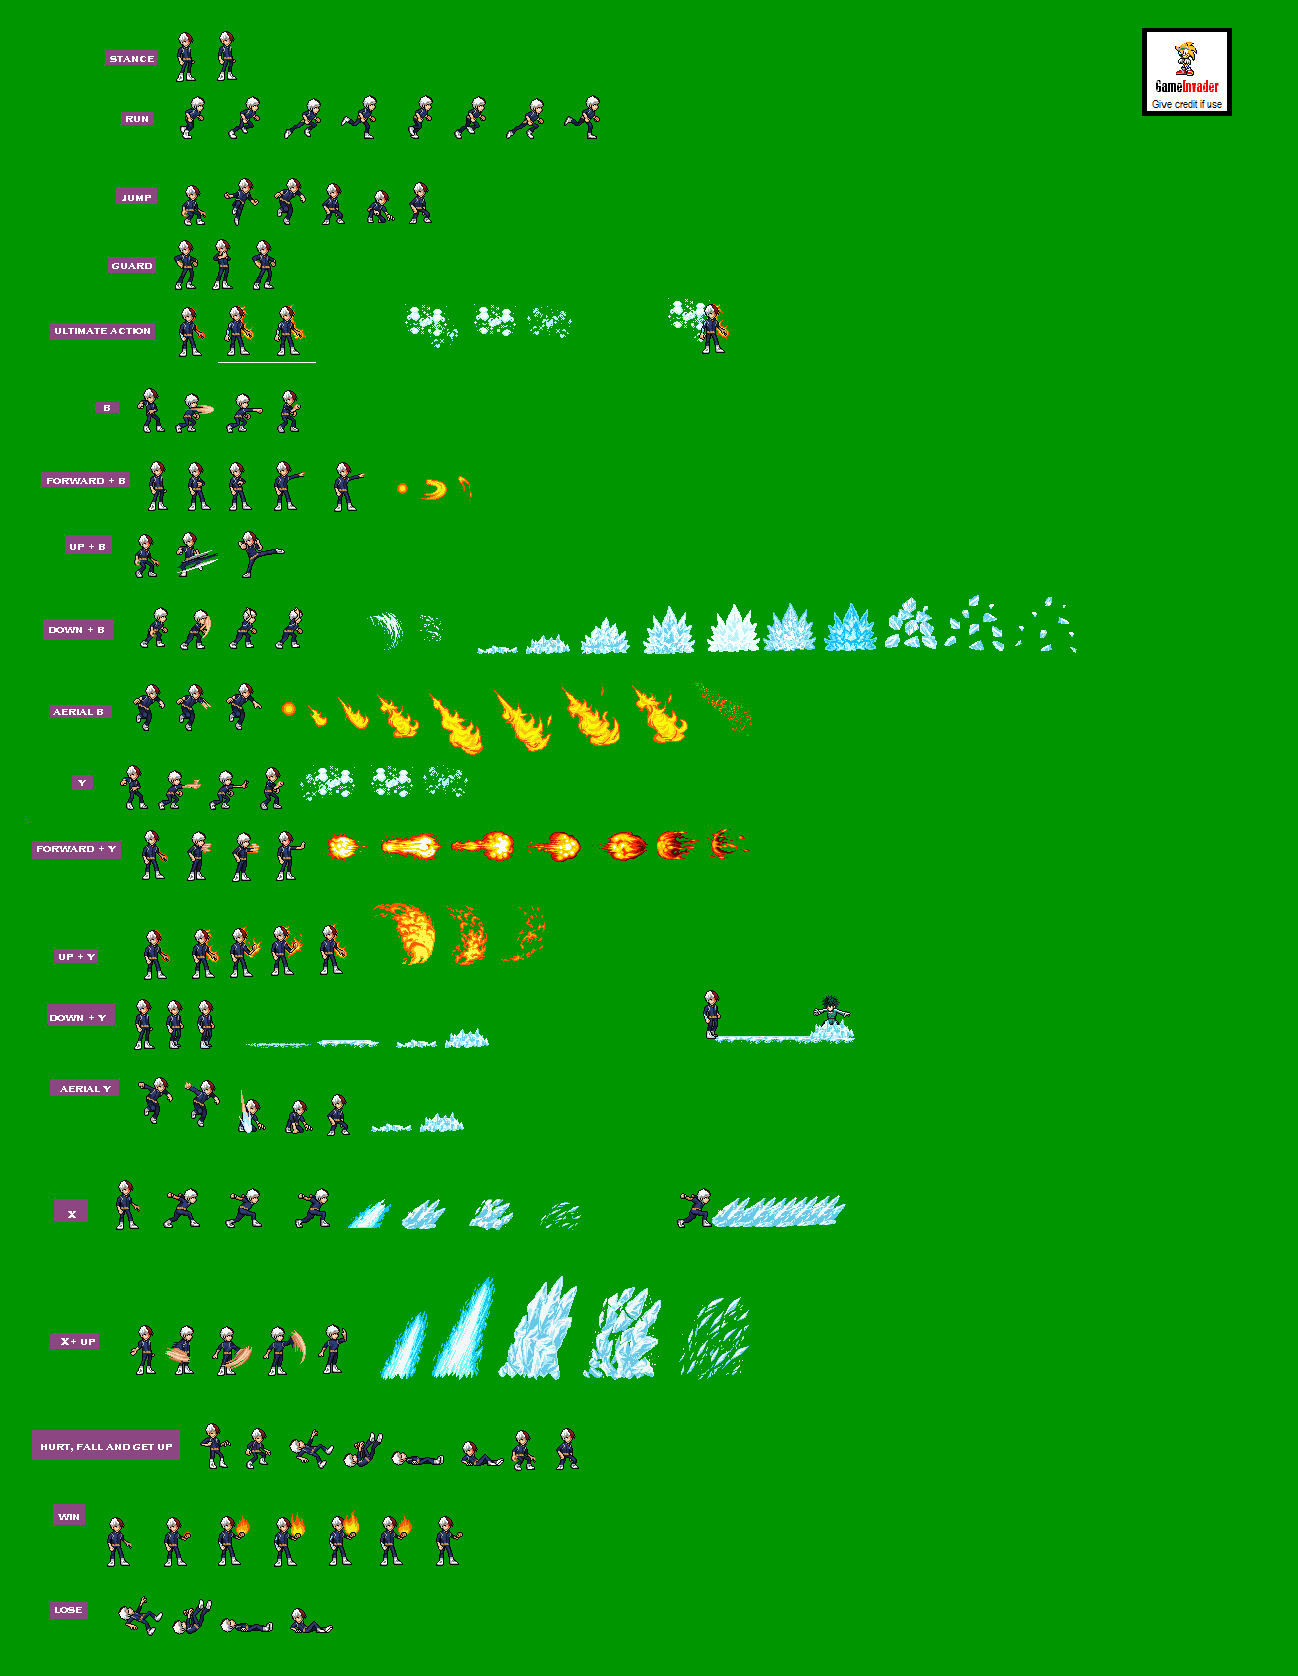 STANCE
GameInvader
Give credit if use
RUN
JUMP
GUARD
ULTIMATE ACTION
B
FORWARD + B
UP + B
DOWN + B
AERIAL B
Y
FORWARD + Y
UP + Y
DOWN + Y
AERIAL Y
X
X+ UP
HURT, FALL AND GET UP
WIN
LOSE